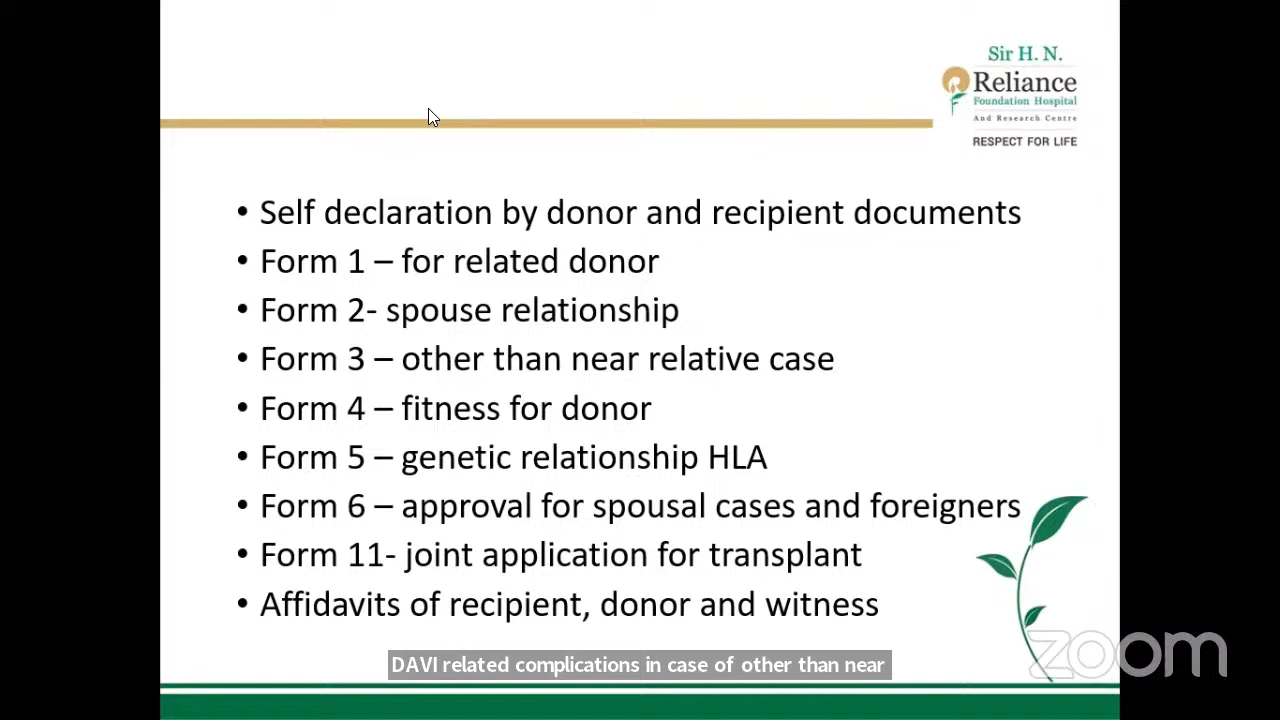 Sir H. N.
Reliance
Foundation Hospital
And Research Centre
RESPECT FOR LIFE
• Self declaration by donor and recipient documents
• Form 1 – for related donor
• Form 2- spouse relationship
• Form 3 – other than near relative case
• Form 4 – fitness for donor
• Form 5 – genetic relationship HLA
• Form 6 – approval for spousal cases and foreigners
• Form 11- joint application for transplant
• Affidavits of recipient, donor and witness
zoom
DAVI related complications in case of other than near